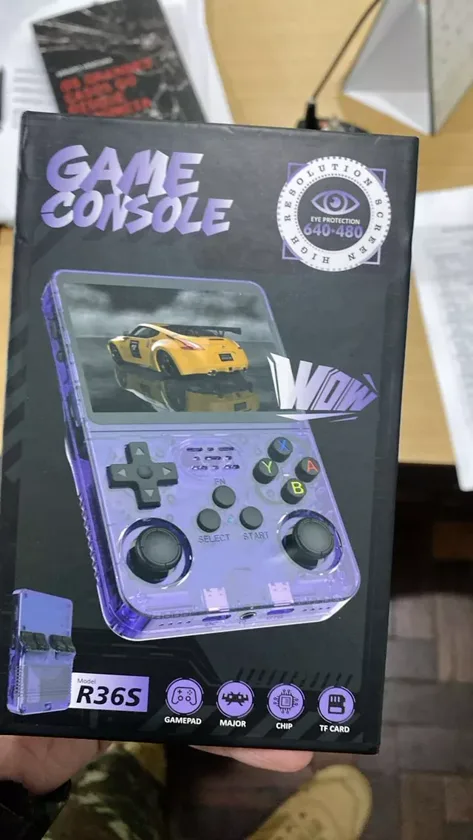 GAME
CONSOLE
HIGH RESOLUTION SCREEN
EYE PROTECTION
640·480
WOW
X
Y
A
B
FN
SELECT
START
Model
R36S
GAMEPAD
MAJOR
CHIP
TF CARD